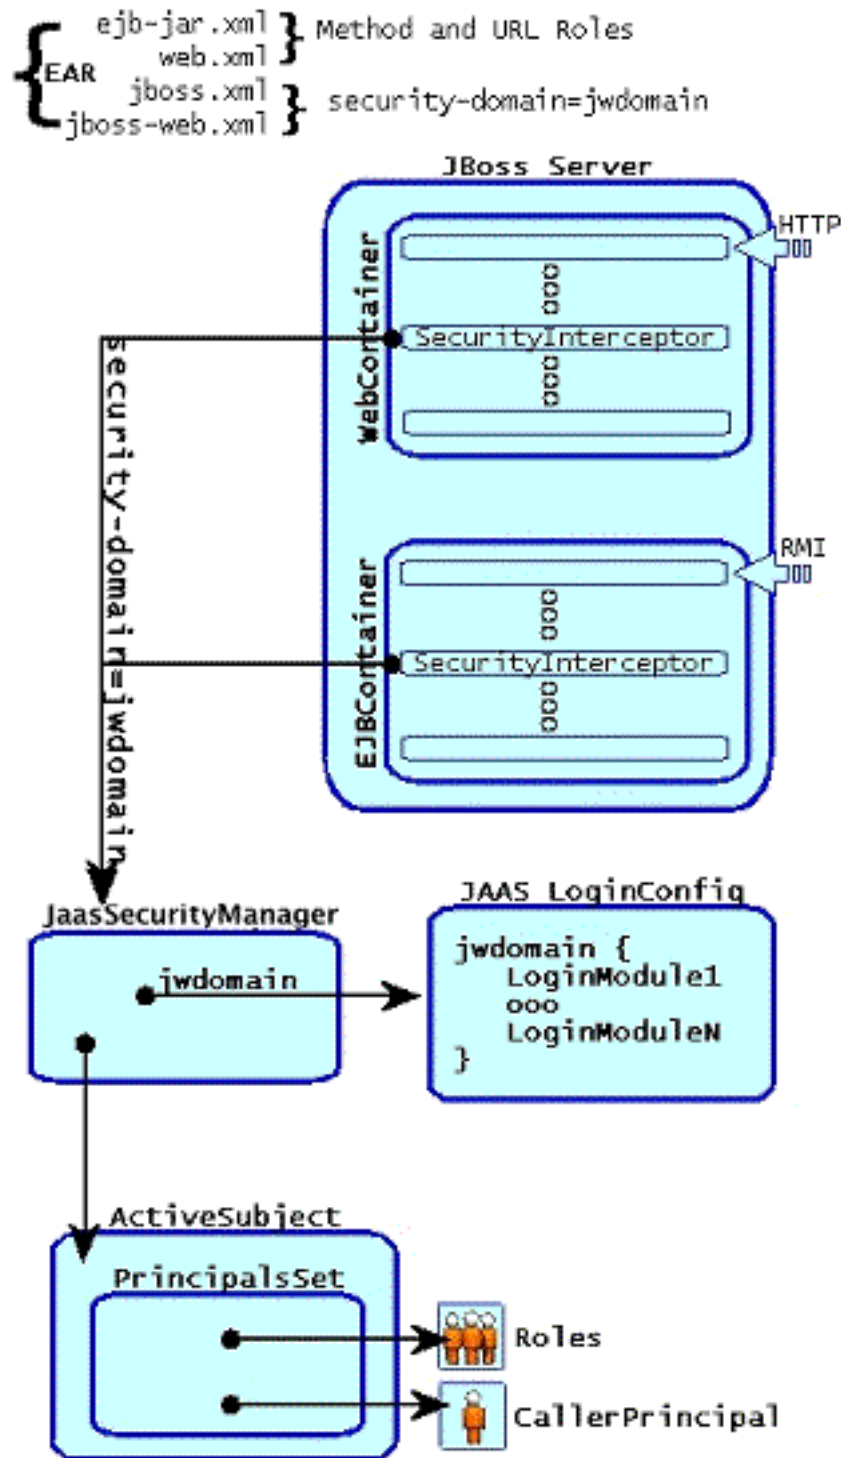 ejb-jar.xml
web.xml
Method and URL Roles
EAR
jboss.xml
jboss-web.xml
security-domain=jwdomain
JBoss Server
HTTP
WebContainer
SecurityInterceptor
security-domain=jwdomain
RMI
EJBContainer
SecurityInterceptor
JaasSecurityManager
jwdomain
JAAS LoginConfig
jwdomain {
LoginModule1
ooo
LoginModuleN
}
ActiveSubject
PrincipalsSet
Roles
CallerPrincipal